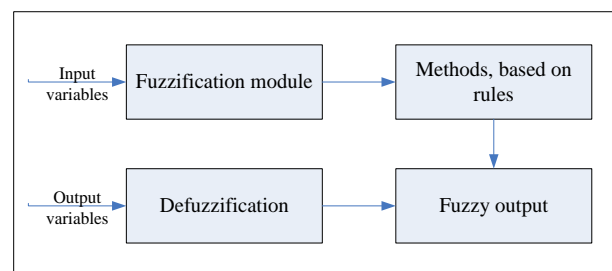 Input
variables
Fuzzification module
Methods, based on
rules
Output
variables
Defuzzification
Fuzzy output